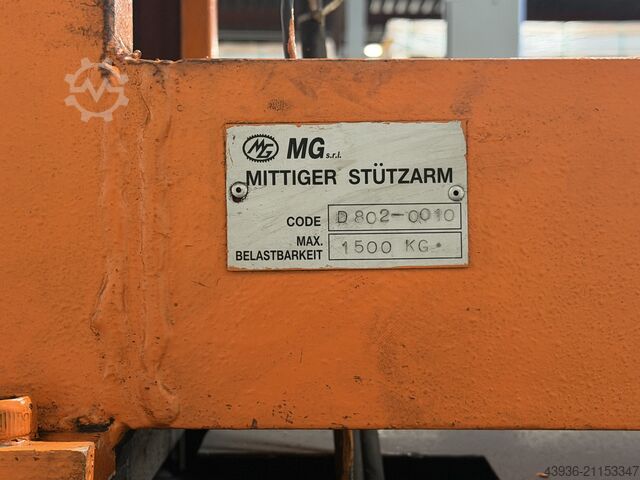 MG MG s.r.l.
MITTIGER STÜTZARM
CODE D802-0010
MAX. BELASTBARKEIT 1500 KG.
43936-21153347